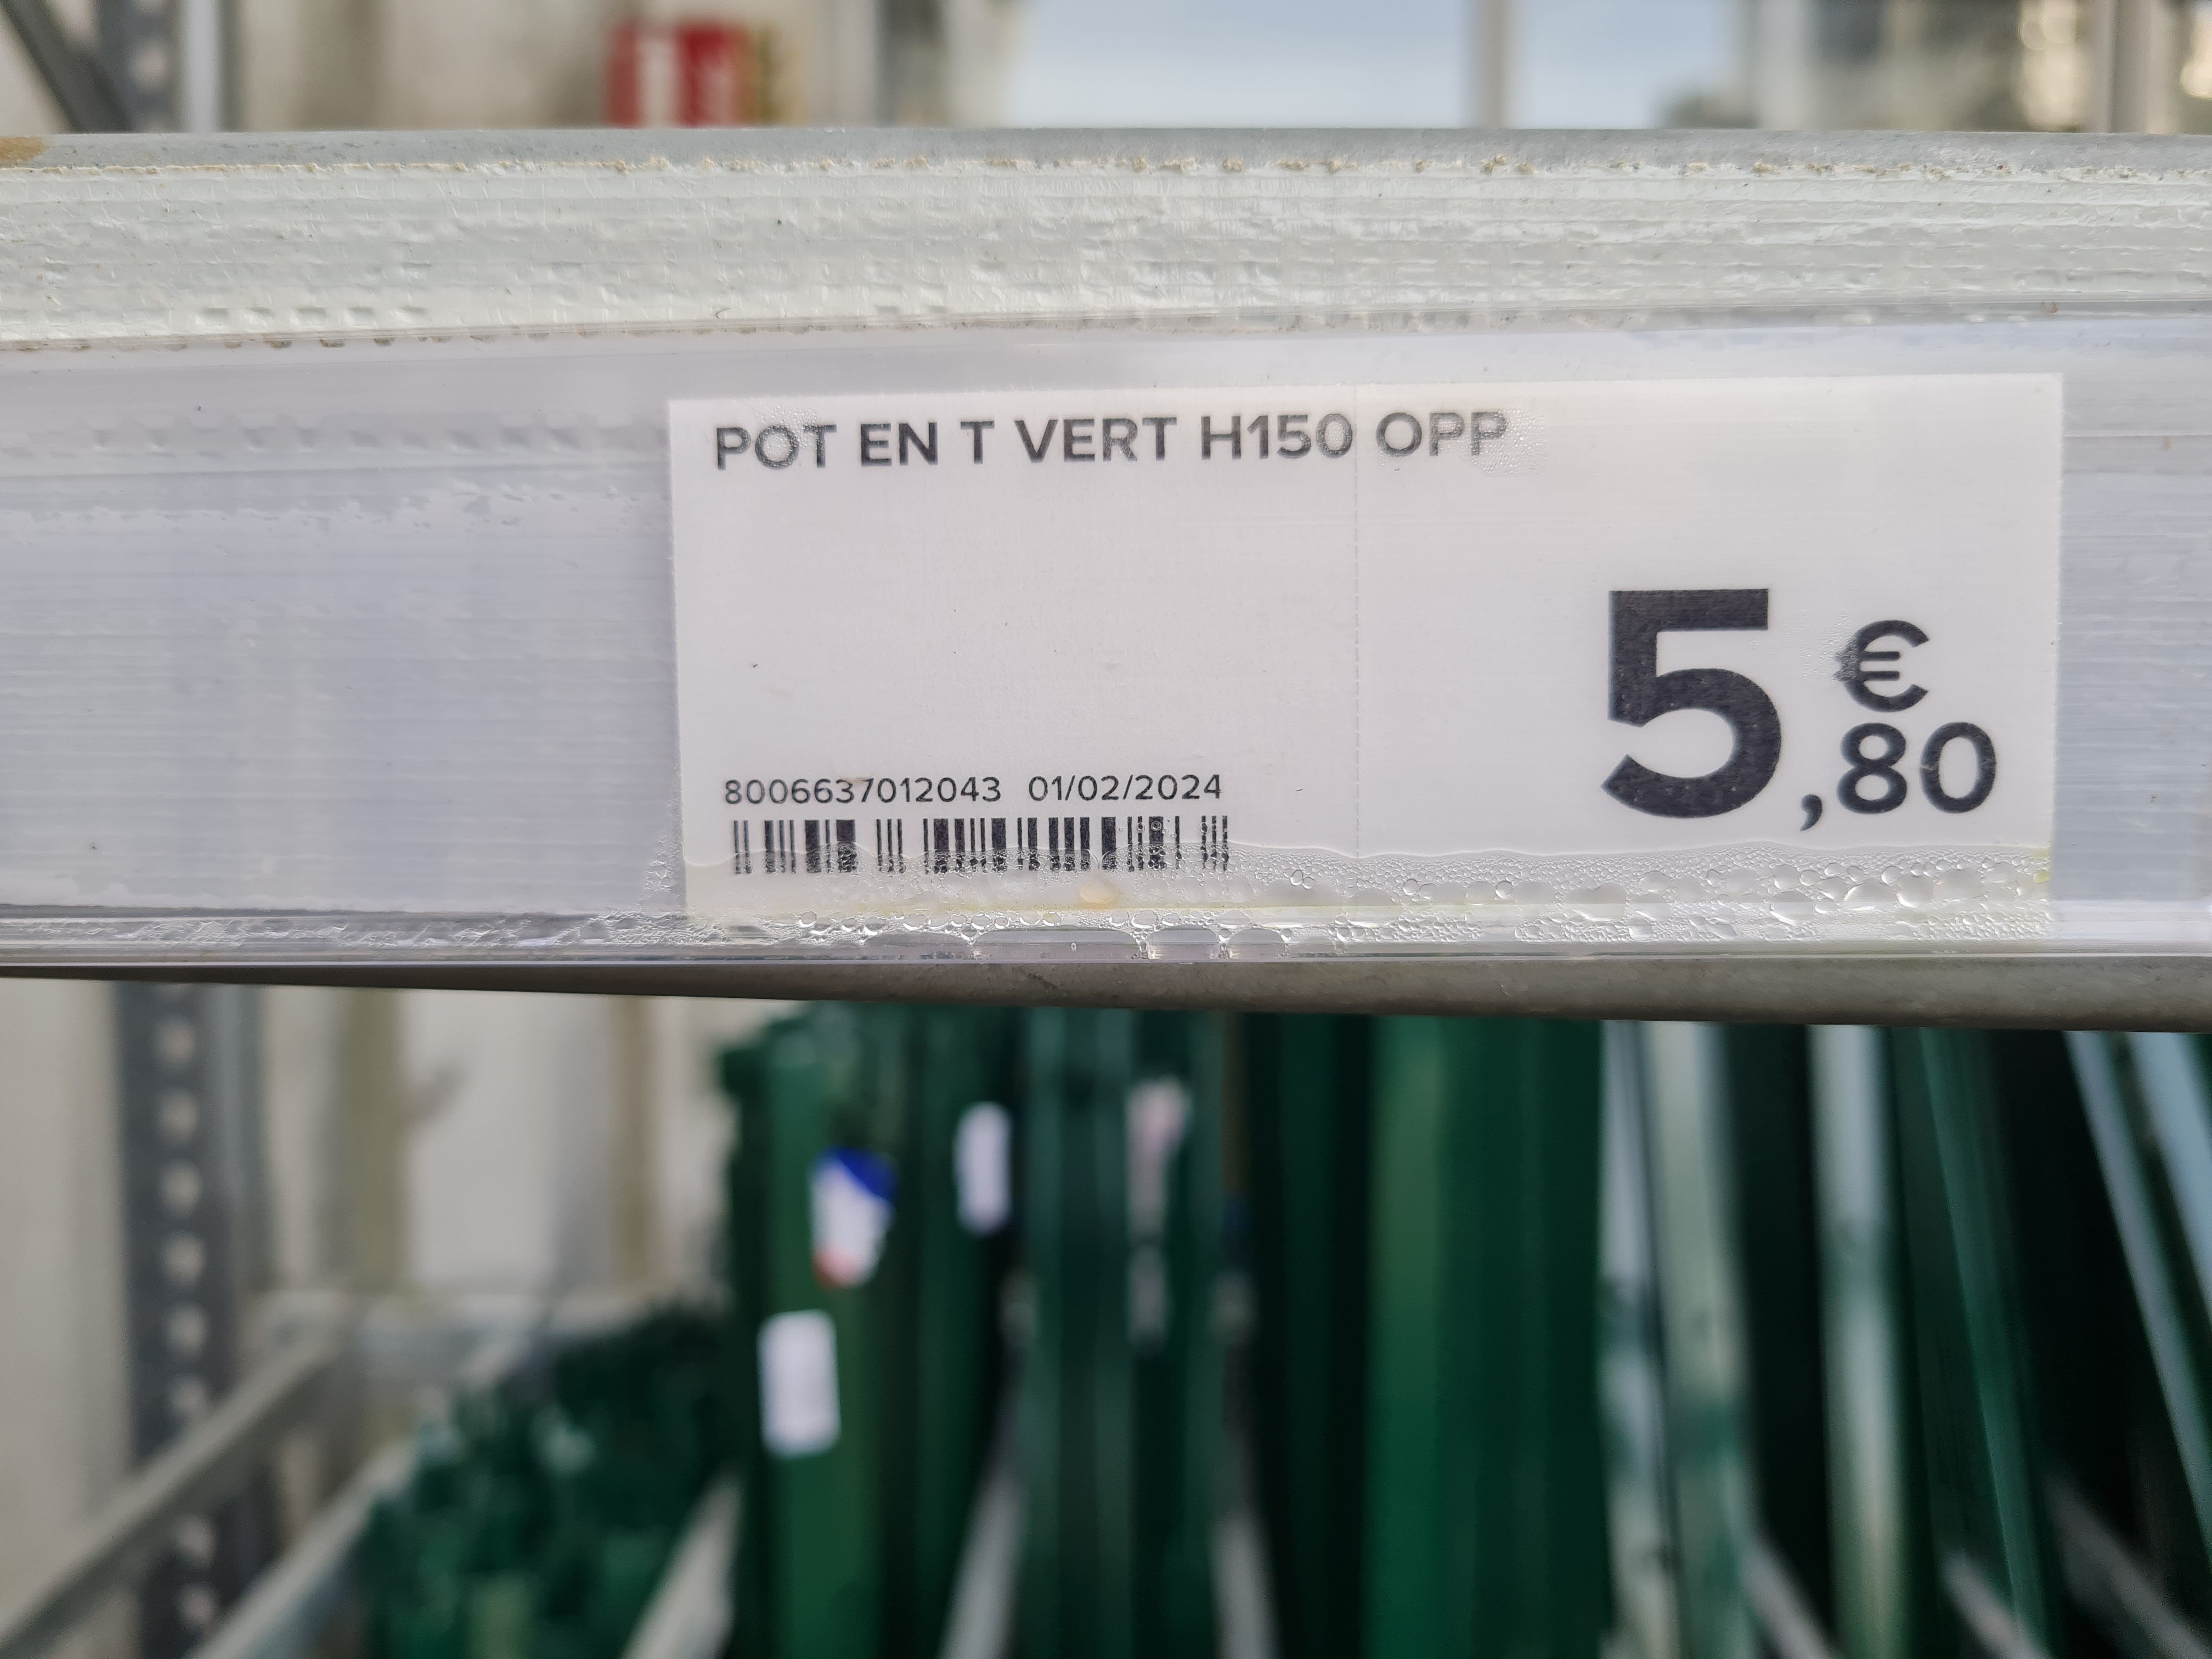 POT EN T VERT H150 OPP
5
€
,80
8006637012043 01/02/2024